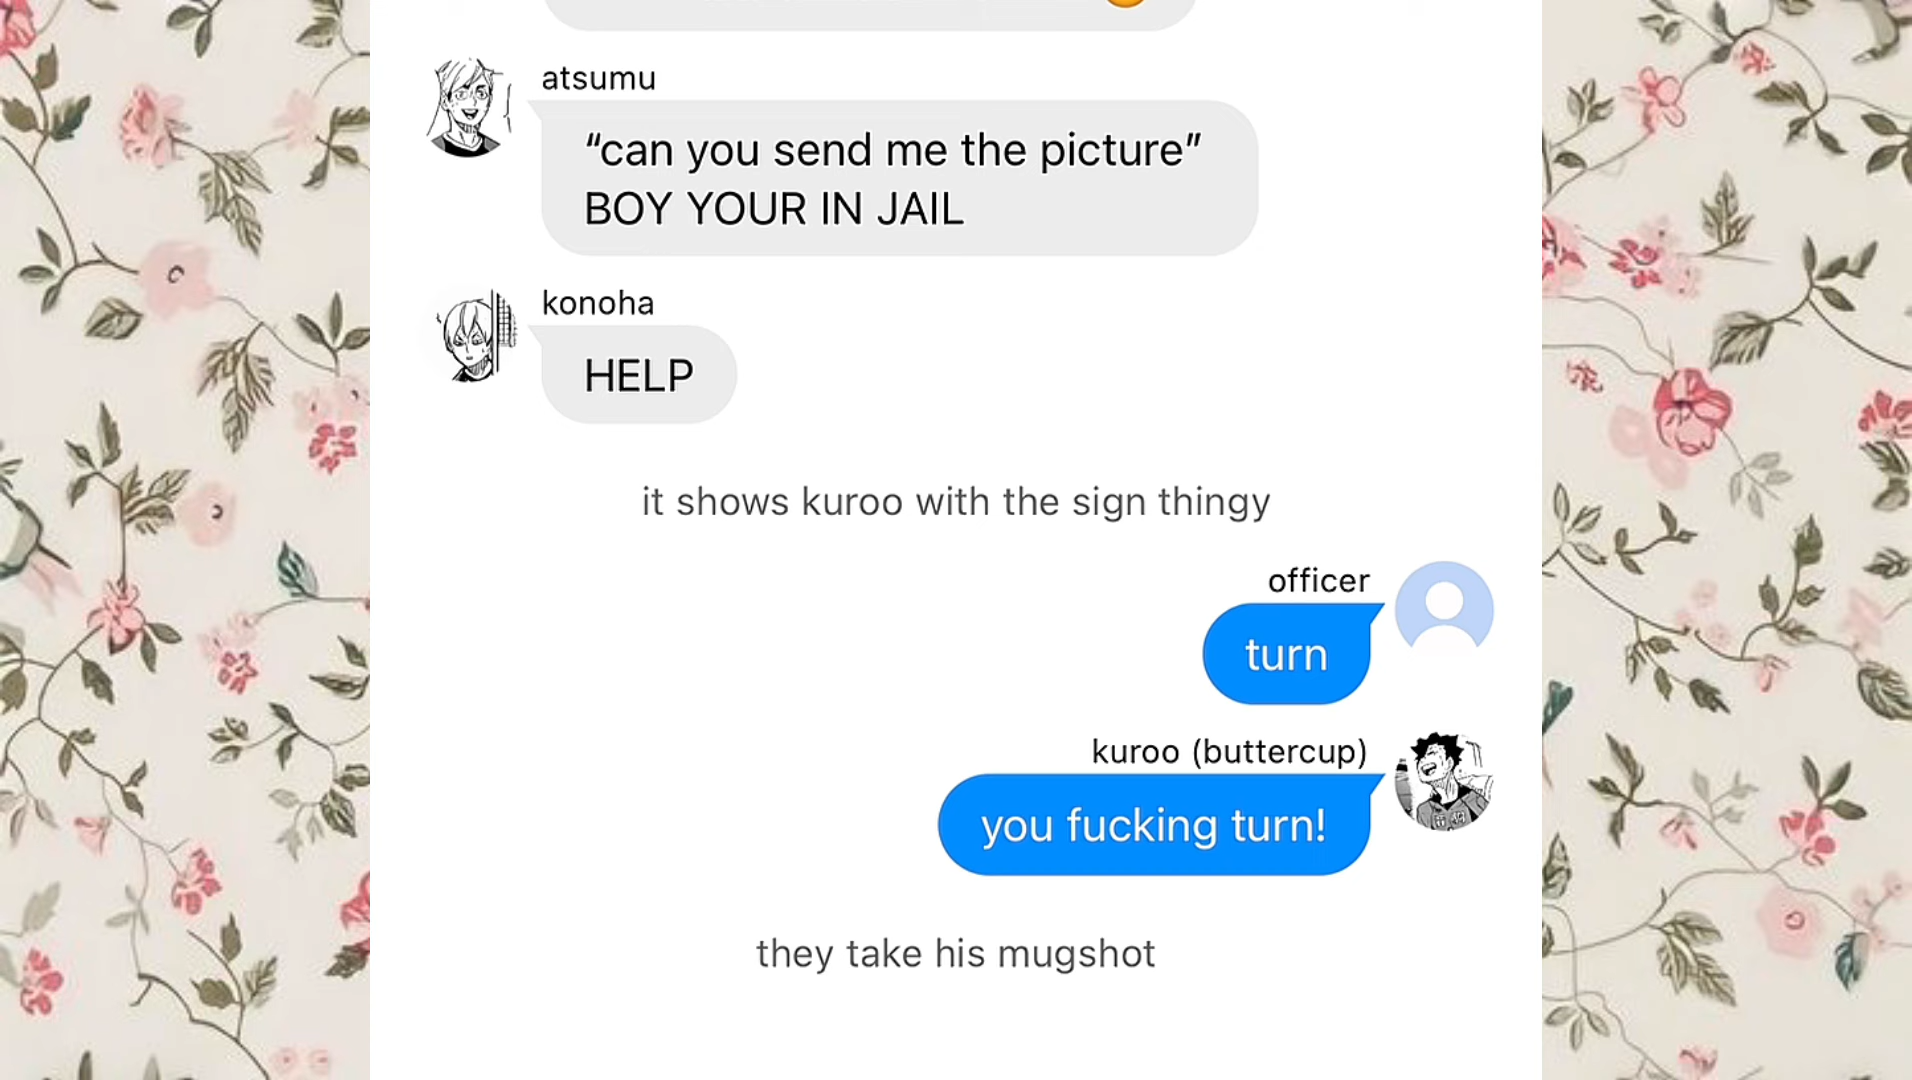 atsumu
“can you send me the picture”
BOY YOUR IN JAIL
konoha
HELP
it shows kuroo with the sign thingy
officer
turn
kuroo (buttercup)
you fucking turn!
they take his mugshot